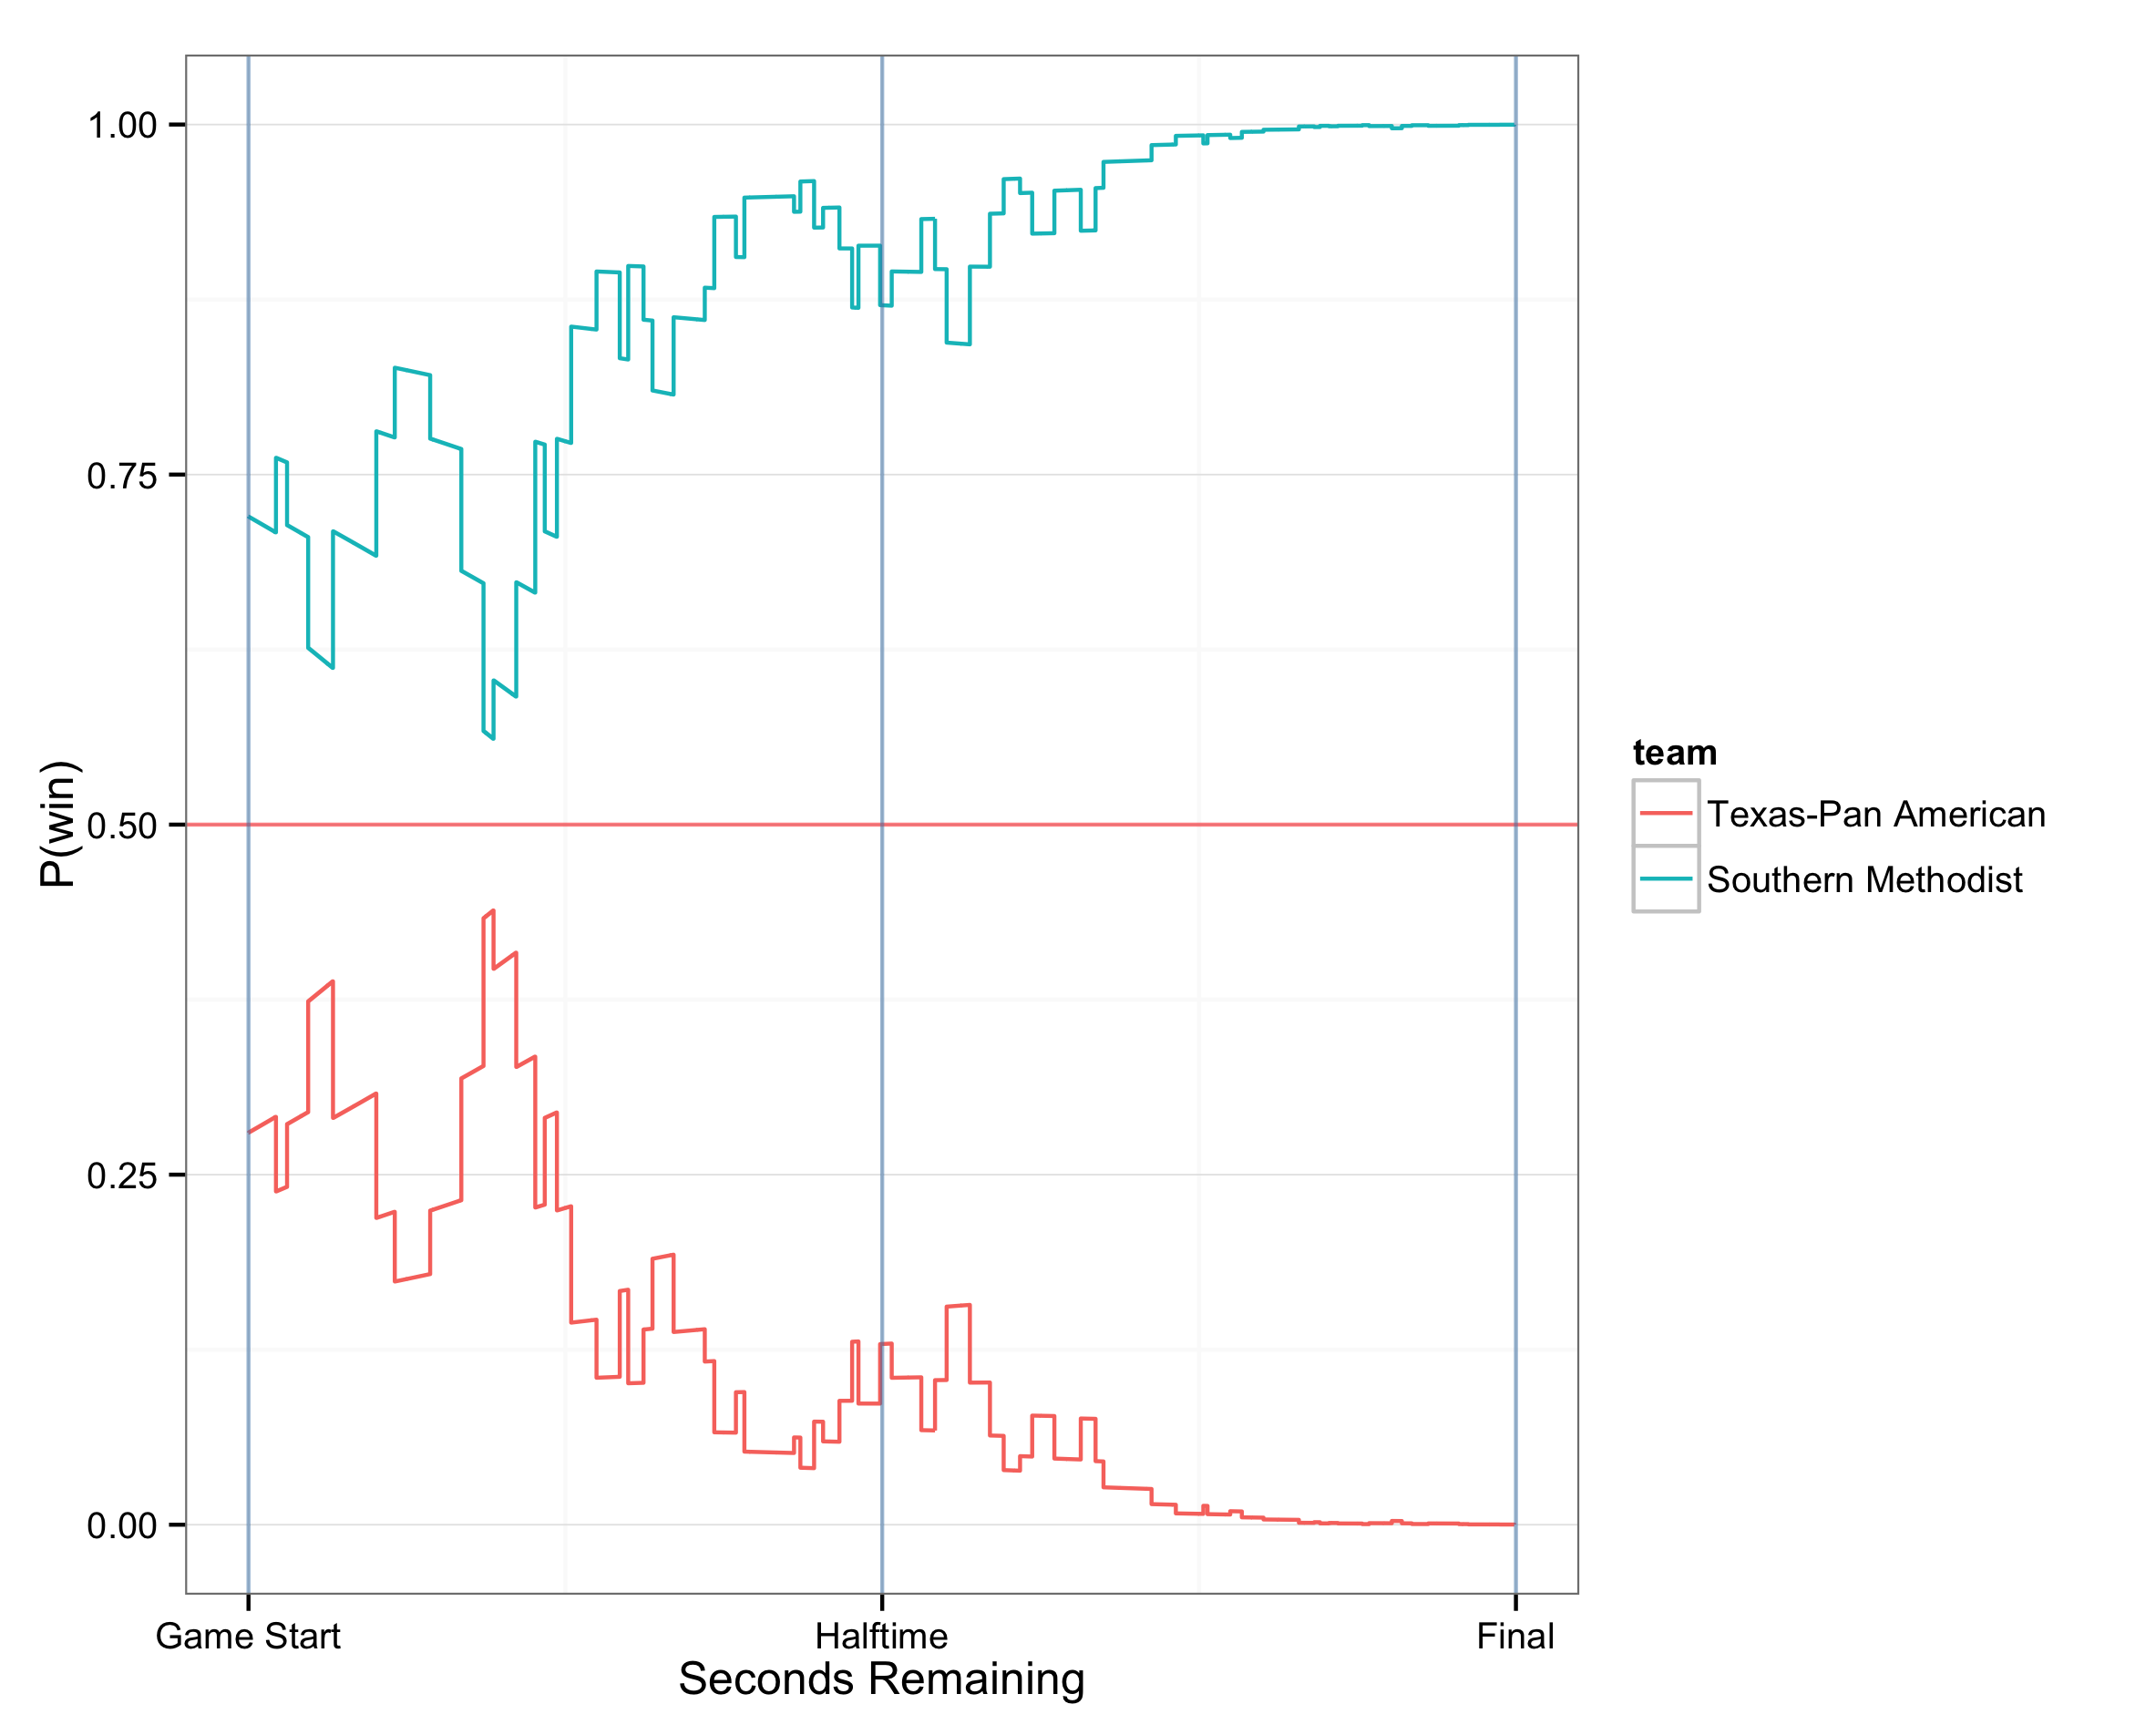 1.00
0.75
0.50
0.25
0.00
P(win)
Game Start
Halftime
Final
Seconds Remaining
team
Texas-Pan American
Southern Methodist